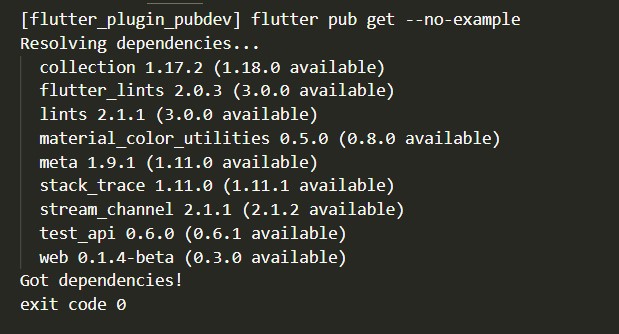 [flutter_plugin_pubdev] flutter pub get --no-example
Resolving dependencies...
collection 1.17.2 (1.18.0 available)
flutter_lints 2.0.3 (3.0.0 available)
lints 2.1.1 (3.0.0 available)
material_color_utilities 0.5.0 (0.8.0 available)
meta 1.9.1 (1.11.0 available)
stack_trace 1.11.0 (1.11.1 available)
stream_channel 2.1.1 (2.1.2 available)
test_api 0.6.0 (0.6.1 available)
web 0.1.4-beta (0.3.0 available)
Got dependencies!
exit code 0